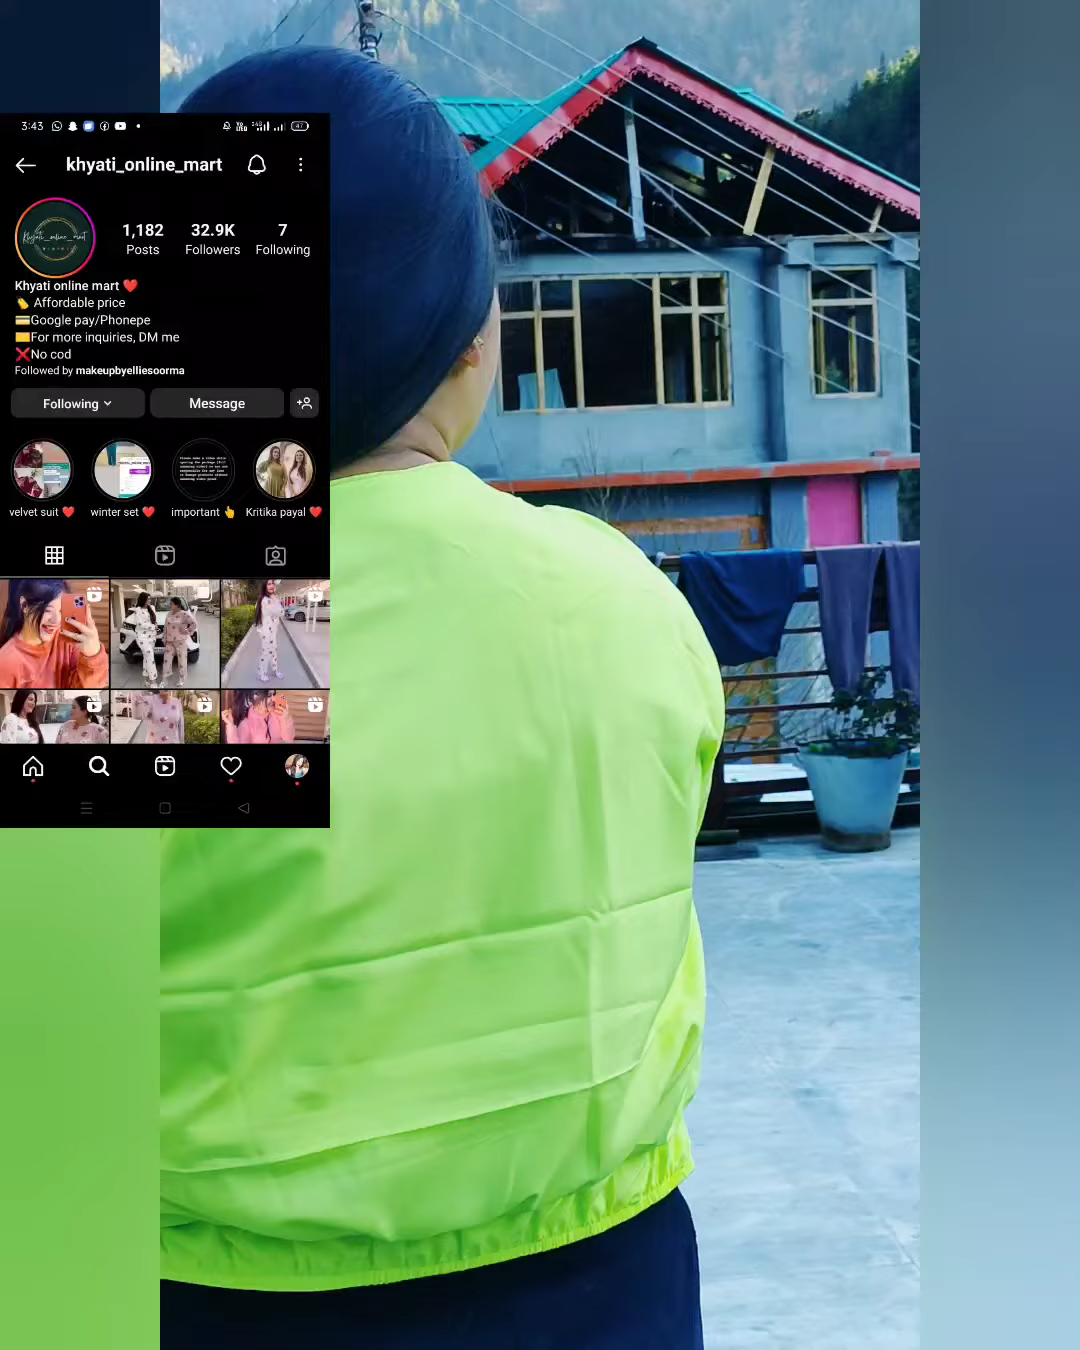 3:43
khyati_online_mart
1,182 32.9K 7
Posts Followers Following
Khyati online mart ❤️
🏷️ Affordable price
💳Google pay/Phonepe
For more inquiries, DM me
❌No cod
Followed by makeupbyelliesoorma
Following Message
velvet suit ❤️ winter set ❤️ important 👆 Kritika payal ❤️